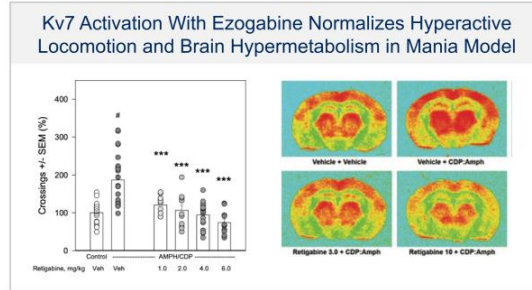 Kv7 Activation With Ezogabine Normalizes Hyperactive
Locomotion and Brain Hypermetabolism in Mania Model
Crossings +/- SEM (%)
400
300
200
100
0
#
***
***
***
***
Control
AMPH/CDP
Retigabine, mg/kg Veh Veh 1.0 2.0 4.0 6.0
Vehicle + Vehicle
Vehicle + CDP:Amph
Retigabine 3.0 + CDP:Amph
Retigabine 10 + CDP:Amph